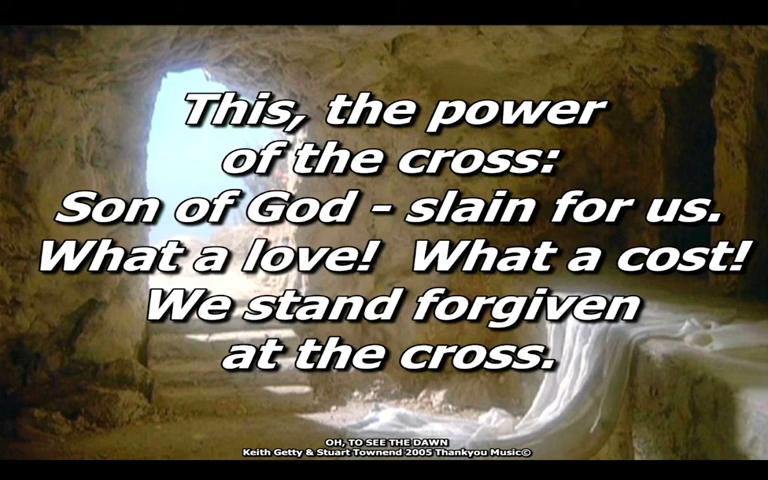 This, the power
of the cross:
Son of God - slain for us.
What a love!  What a cost!
We stand forgiven
at the cross.
OH, TO SEE THE DAWN
Keith Getty & Stuart Townend 2005 Thankyou Music©